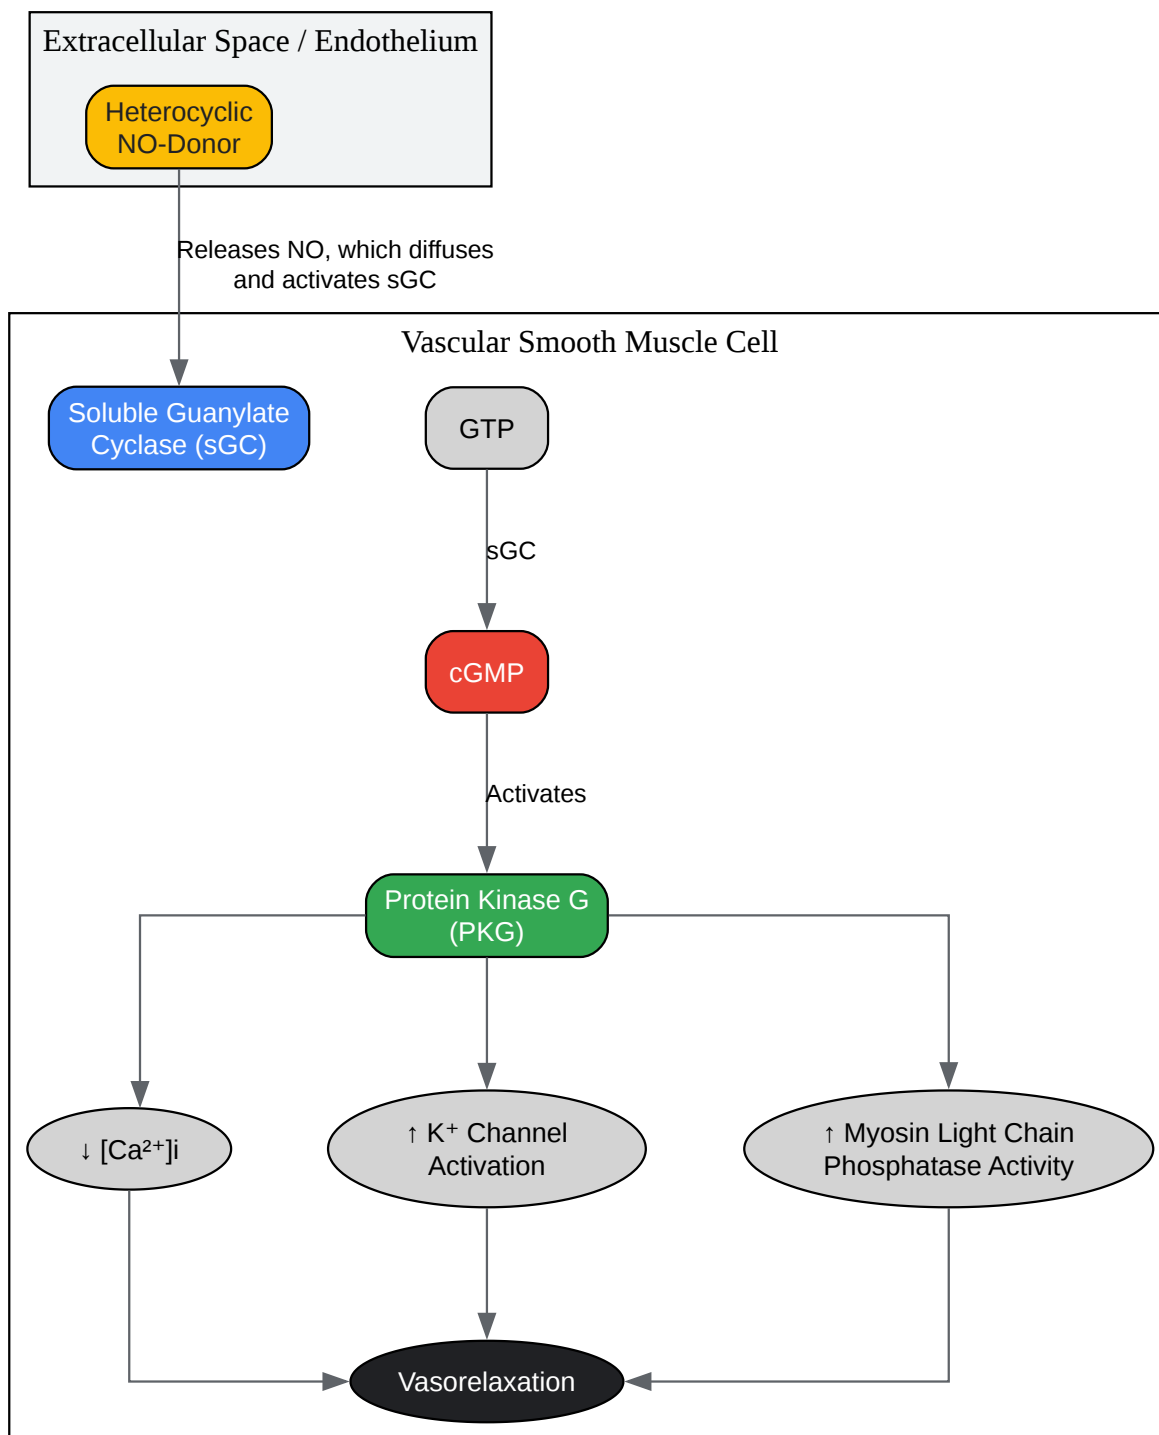 Extracellular Space / Endothelium
Heterocyclic
NO-Donor
Releases NO, which diffuses
and activates sGC
Vascular Smooth Muscle Cell
Soluble Guanylate
Cyclase (sGC)
GTP
sGC
cGMP
Activates
Protein Kinase G
(PKG)
↓ [Ca²⁺]i
↑ K⁺ Channel
Activation
↑ Myosin Light Chain
Phosphatase Activity
Vasorelaxation